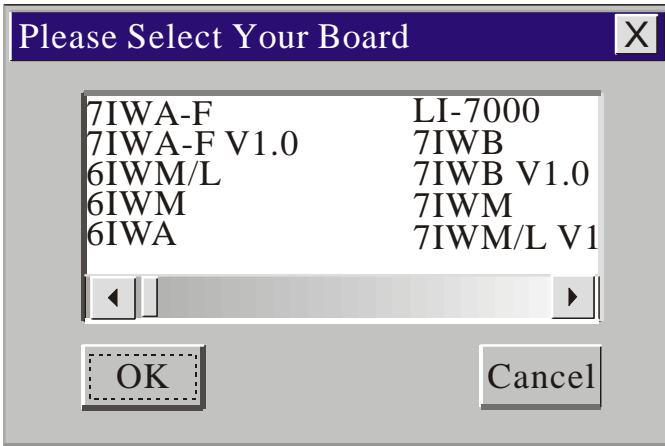 Please Select Your Board X
7IWA-F LI-7000
7IWA-F V1.0 7IWB
6IWM/L 7IWB V1.0
6IWM 7IWM
6IWA 7IWM/L V1
OK Cancel